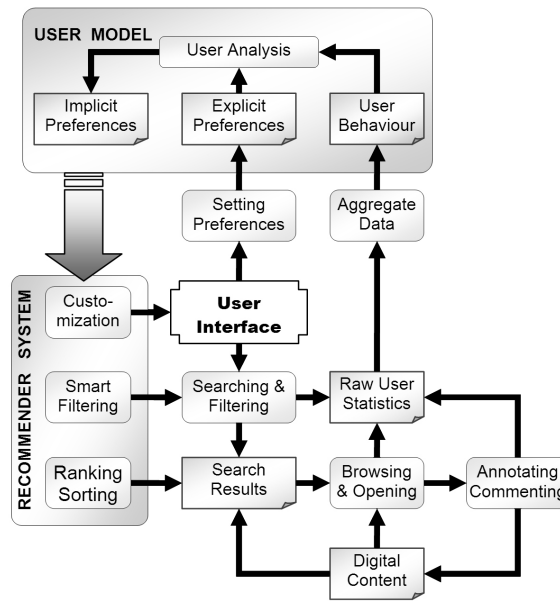 USER MODEL
User Analysis
Implicit
Preferences
Explicit
Preferences
User
Behaviour
Setting
Preferences
Aggregate
Data
RECOMMENDER SYSTEM
Custo-
mization
User
Interface
Smart
Filtering
Searching &
Filtering
Raw User
Statistics
Ranking
Sorting
Search
Results
Browsing
& Opening
Annotating
Commenting
Digital
Content